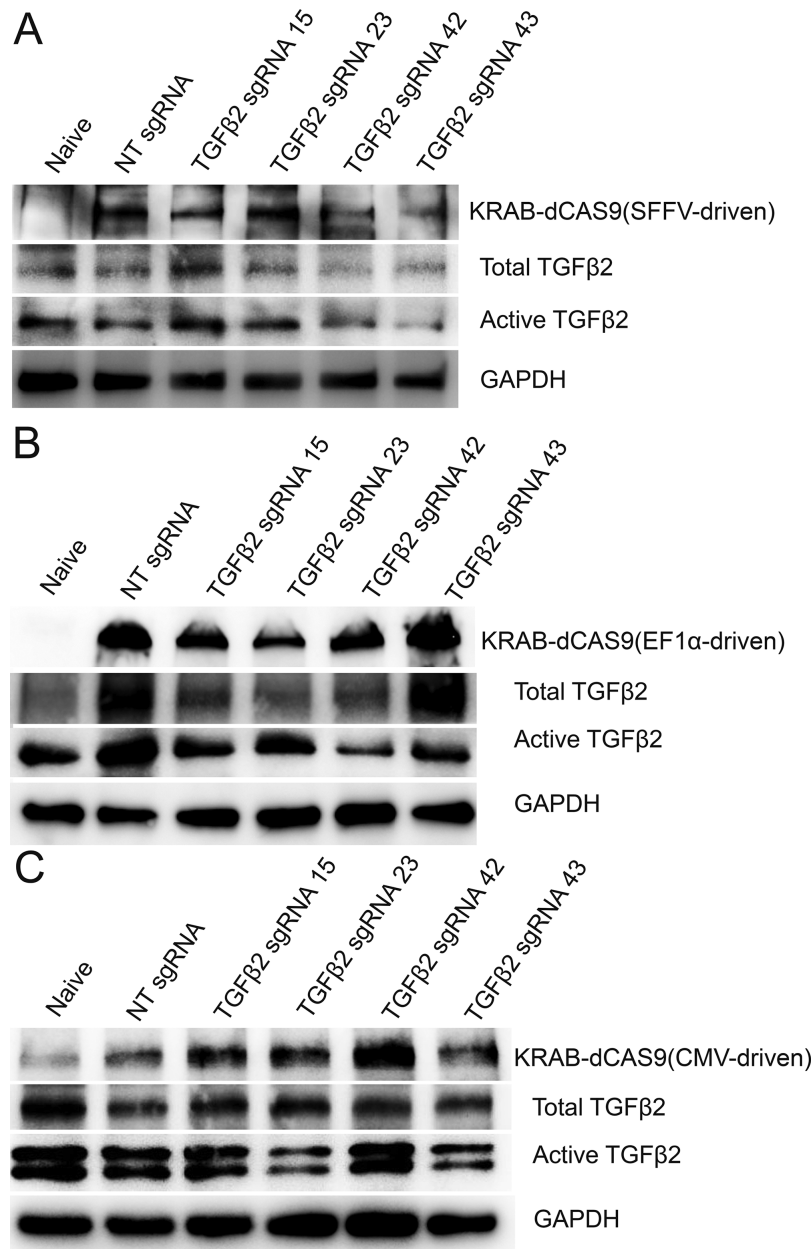 A
Naive
NT sgRNA
TGFβ2 sgRNA 15
TGFβ2 sgRNA 23
TGFβ2 sgRNA 42
TGFβ2 sgRNA 43
KRAB-dCAS9(SFFV-driven)
Total TGFβ2
Active TGFβ2
GAPDH
B
Naive
NT sgRNA
TGFβ2 sgRNA 15
TGFβ2 sgRNA 23
TGFβ2 sgRNA 42
TGFβ2 sgRNA 43
KRAB-dCAS9(EF1α-driven)
Total TGFβ2
Active TGFβ2
GAPDH
C
Naive
NT sgRNA
TGFβ2 sgRNA 15
TGFβ2 sgRNA 23
TGFβ2 sgRNA 42
TGFβ2 sgRNA 43
KRAB-dCAS9(CMV-driven)
Total TGFβ2
Active TGFβ2
GAPDH